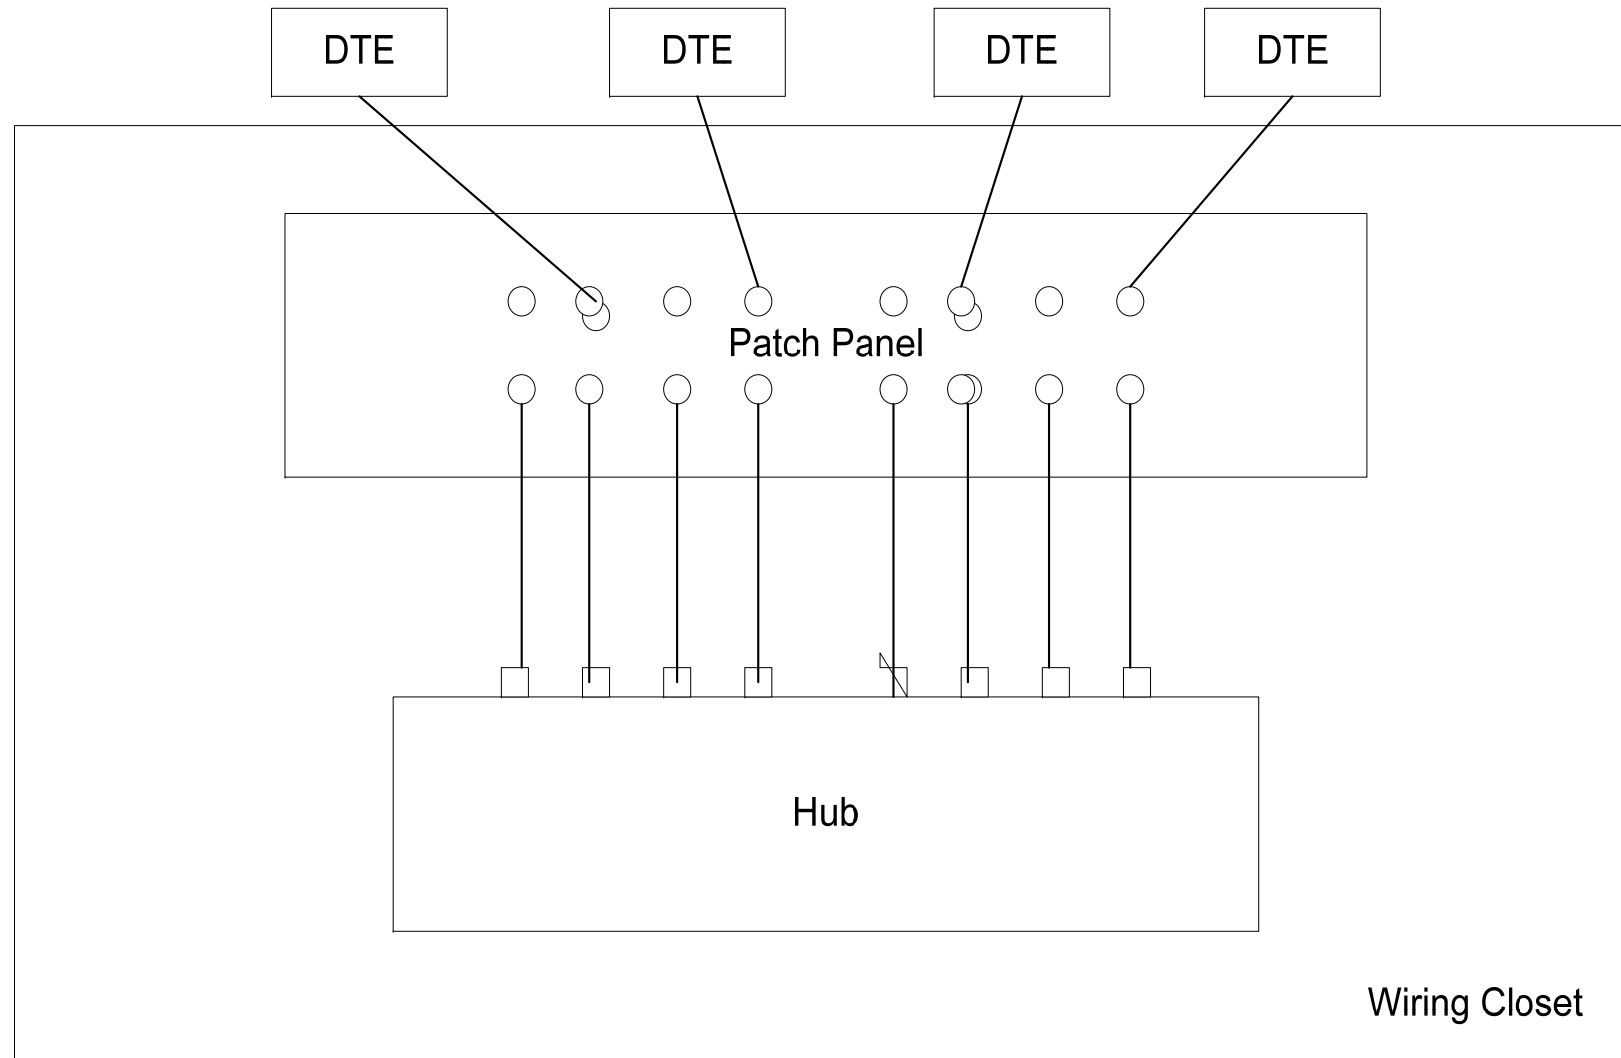 DTE
DTE
DTE
DTE
Patch Panel
Hub
Wiring Closet